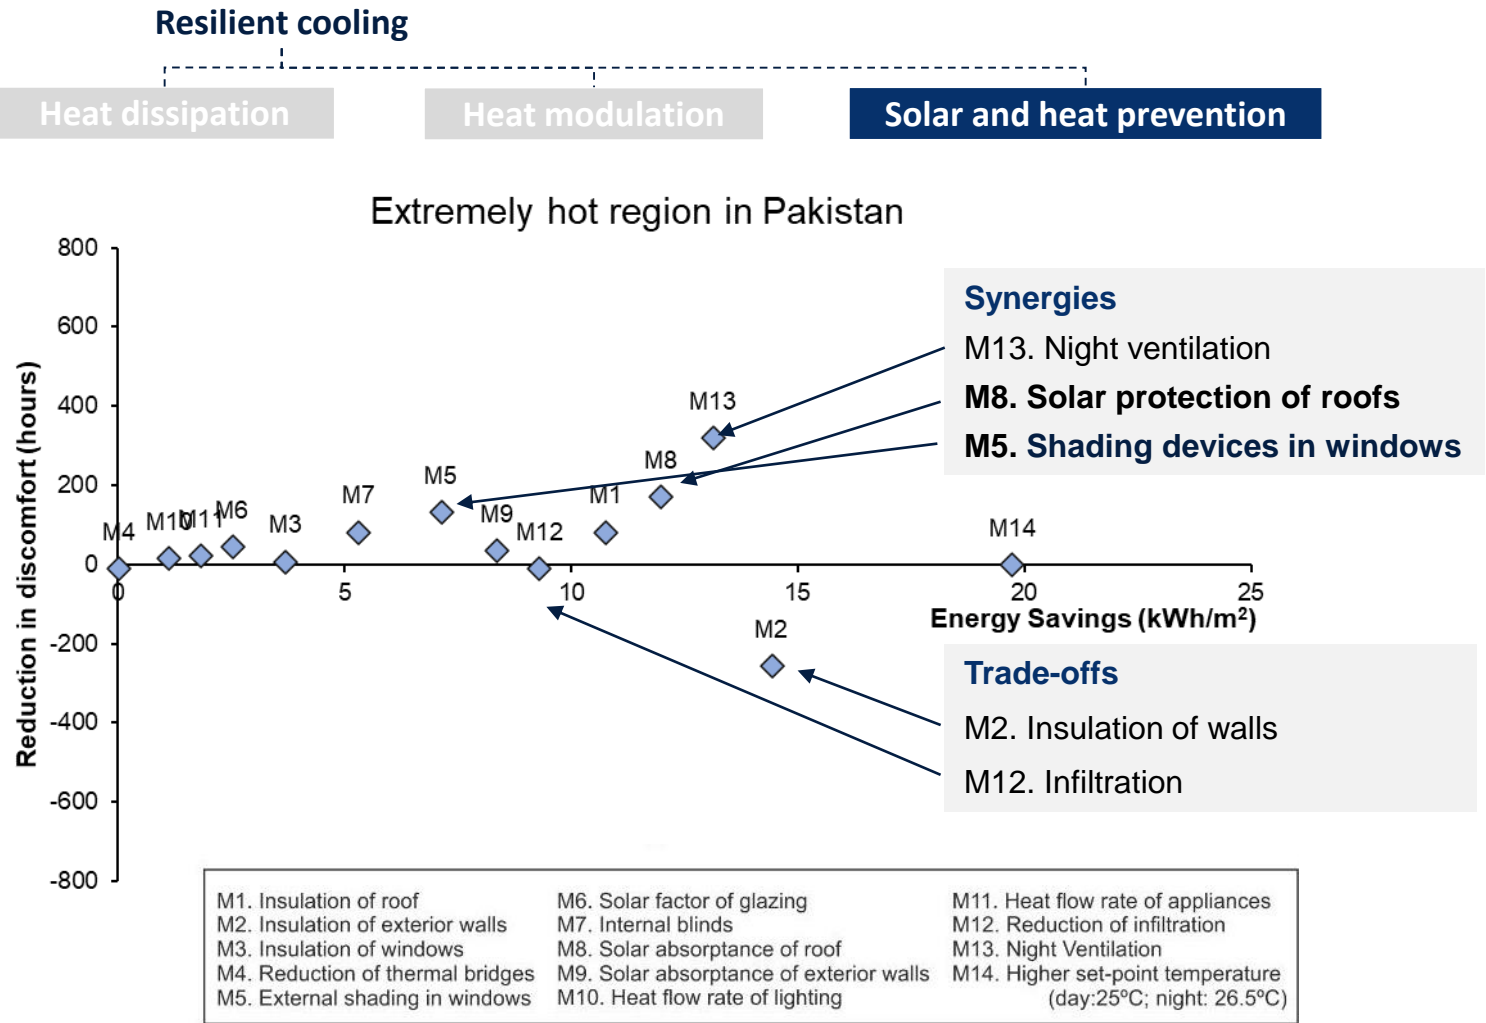 Resilient cooling
Heat dissipation
Heat modulation
Solar and heat prevention
Extremely hot region in Pakistan
Reduction in discomfort (hours)
800
600
400
200
0
-200
-400
-600
-800
0
5
10
15
20
25
Energy Savings (kWh/m²)
M4
M10
M11
M6
M3
M7
M5
M9
M12
M1
M8
M13
M2
M14
Synergies
M13. Night ventilation
M8. Solar protection of roofs
M5. Shading devices in windows
Trade-offs
M2. Insulation of walls
M12. Infiltration
M1. Insulation of roof
M2. Insulation of exterior walls
M3. Insulation of windows
M4. Reduction of thermal bridges
M5. External shading in windows
M6. Solar factor of glazing
M7. Internal blinds
M8. Solar absorptance of roof
M9. Solar absorptance of exterior walls
M10. Heat flow rate of lighting
M11. Heat flow rate of appliances
M12. Reduction of infiltration
M13. Night Ventilation
M14. Higher set-point temperature
(day:25ºC; night: 26.5ºC)